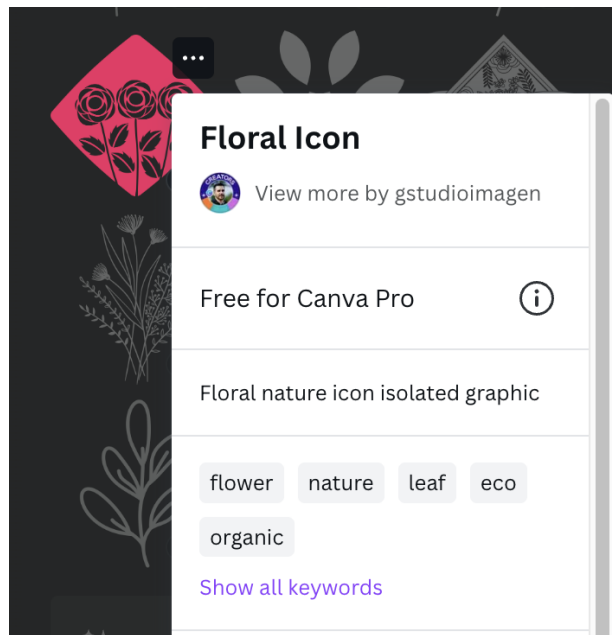 Floral Icon
CREATORS
View more by gstudioimagen
Free for Canva Pro
Floral nature icon isolated graphic
flower nature leaf eco
organic
Show all keywords